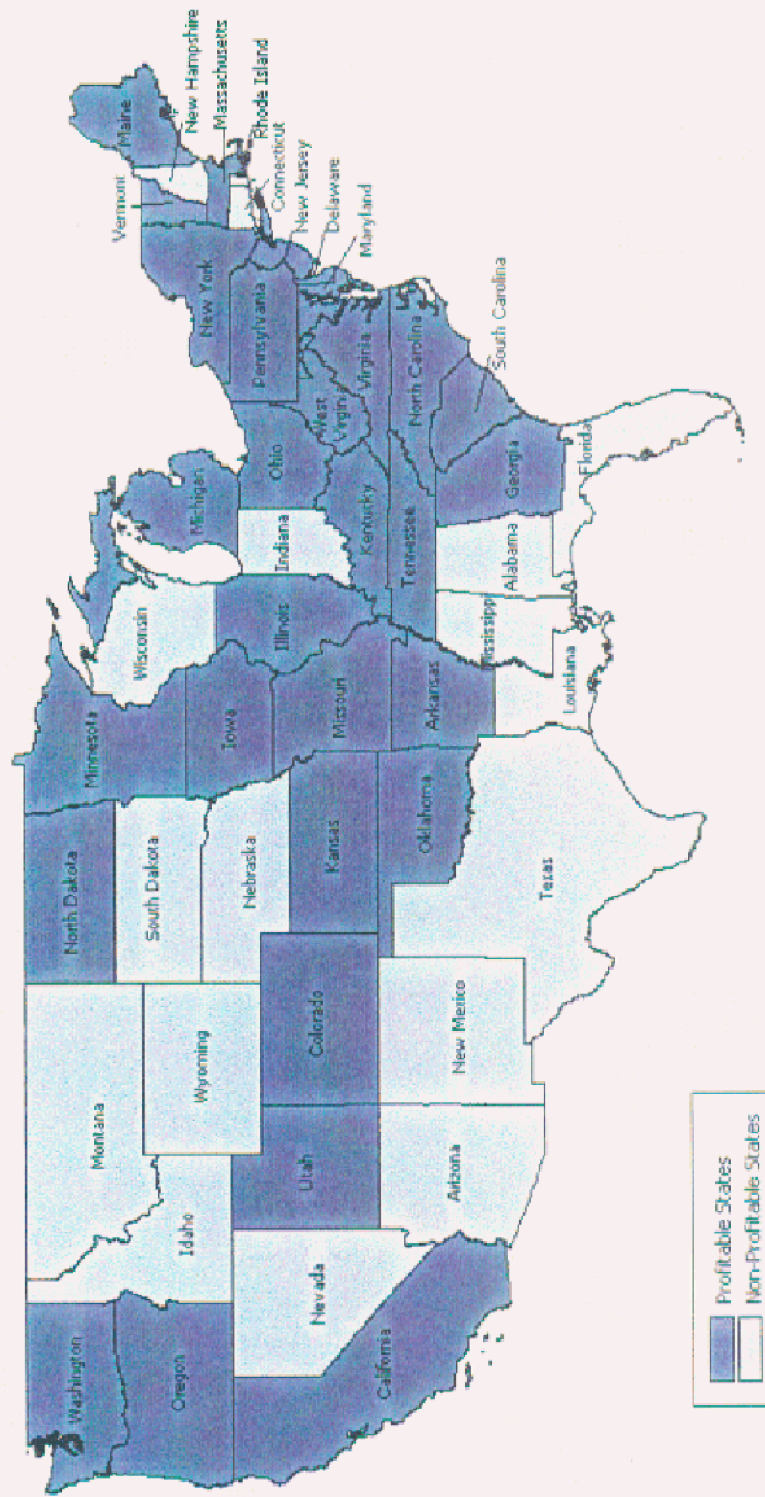 Washington
Oregon
California
Nevada
Idaho
Montana
Wyoming
Utah
Arizona
Colorado
New Mexico
North Dakota
South Dakota
Nebraska
Kansas
Oklahoma
Texas
Minnesota
Iowa
Missouri
Arkansas
Louisiana
Wisconsin
Illinois
Mississippi
Michigan
Indiana
Kentucky
Tennessee
Alabama
Ohio
West
Virgini
Virginia
North Carolina
South Carolina
Georgia
Florida
Pennsylvania
New York
Vermont
Maine
New Hampshire
Massachusetts
Rhode Island
Connecticut
New Jersey
Delaware
Maryland
Profitable States
Non-Profitable States